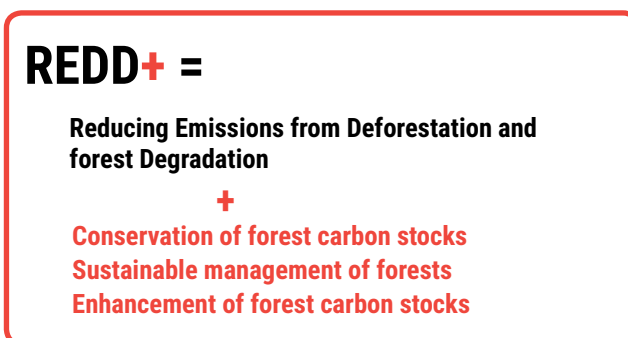 REDD+ =
Reducing Emissions from Deforestation and
forest Degradation
+
Conservation of forest carbon stocks
Sustainable management of forests
Enhancement of forest carbon stocks